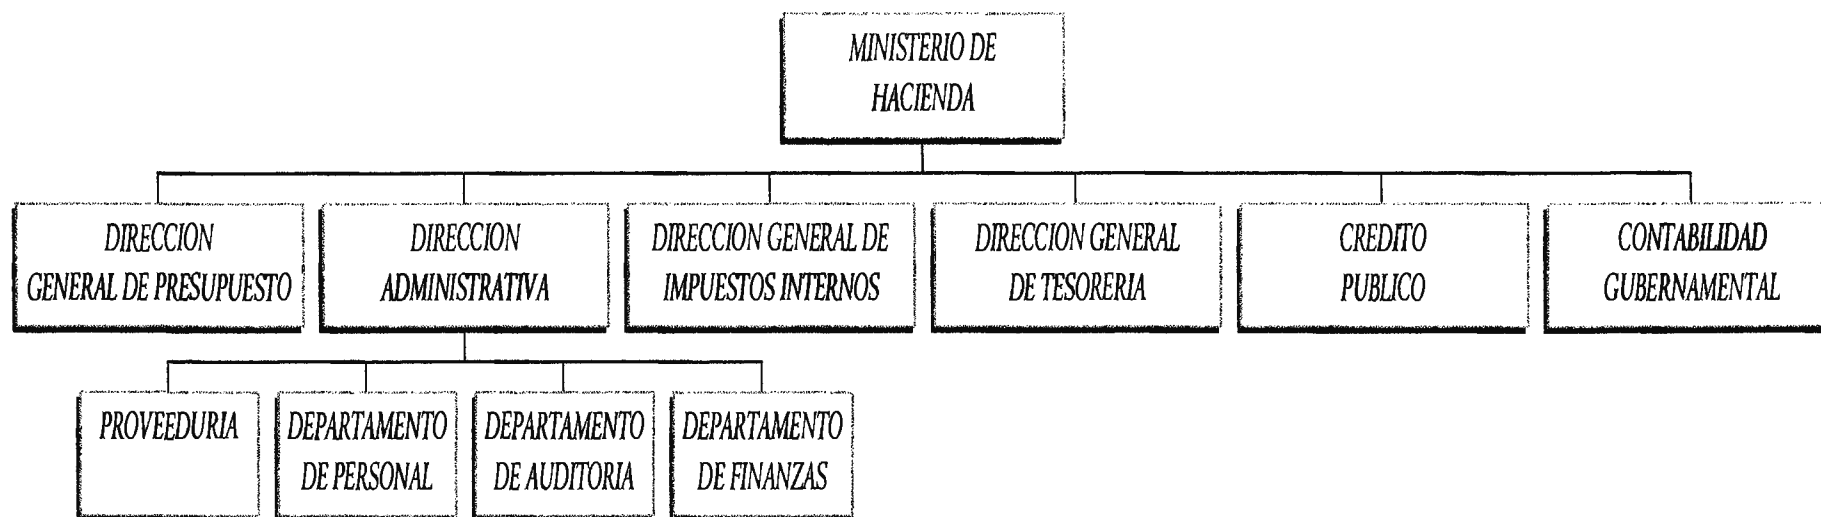 MINISTERIO DE
HACIENDA
DIRECCION
GENERAL DE PRESUPUESTO
DIRECCION
ADMINISTRATIVA
DIRECCION GENERAL DE
IMPUESTOS INTERNOS
DIRECCION GENERAL
DE TESORERIA
CREDITO
PUBLICO
CONTABILIDAD
GUBERNAMENTAL
PROVEEDURIA
DEPARTAMENTO
DE PERSONAL
DEPARTAMENTO
DE AUDITORIA
DEPARTAMENTO
DE FINANZAS